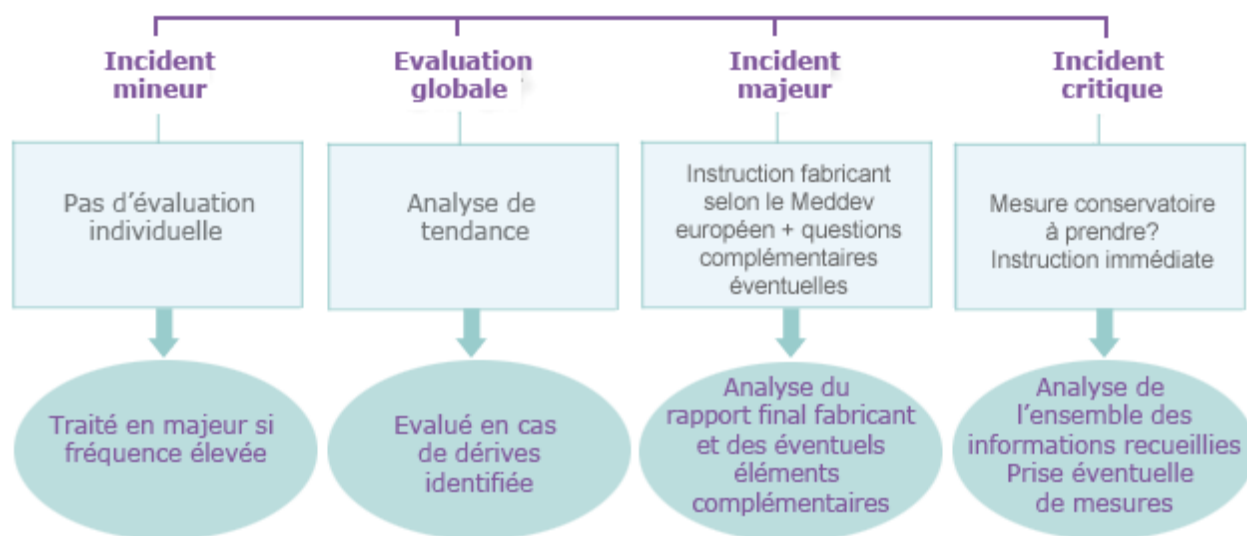 Incident
mineur
Pas d'évaluation
individuelle
Traité en majeur si
fréquence élevée
Evaluation
globale
Analyse de
tendance
Evalué en cas
de dérives
identifiée
Incident
majeur
Instruction fabricant
selon le Meddev
européen + questions
complémentaires
éventuelles
Analyse du
rapport final fabricant
et des éventuels
éléments
complémentaires
Incident
critique
Mesure conservatoire
à prendre?
Instruction immédiate
Analyse de
l'ensemble des
informations recueillies
Prise éventuelle
de mesures